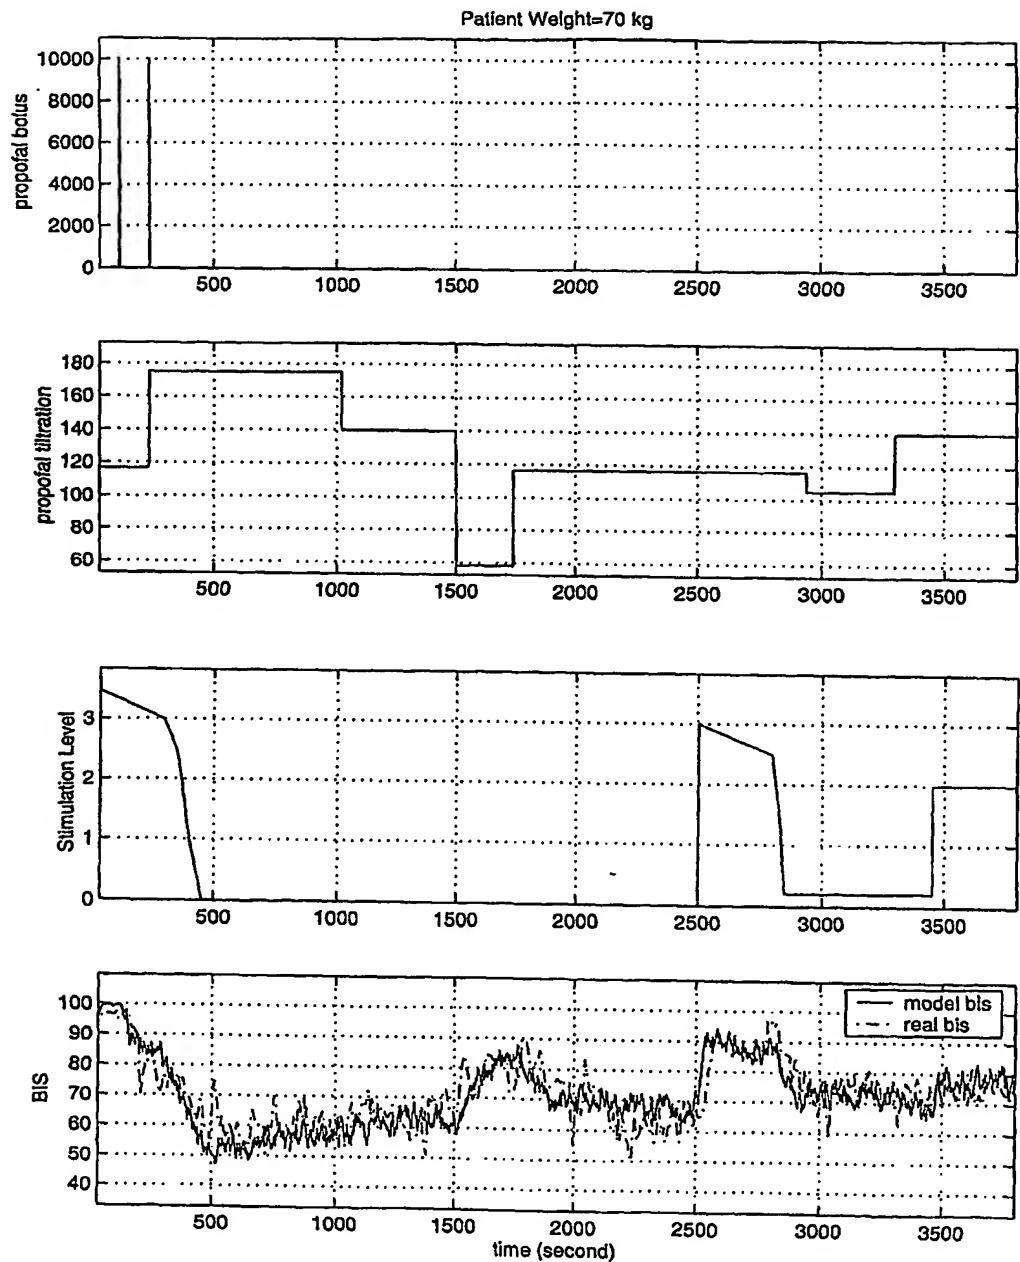 Patient Weight=70 kg
propofal botus
10000
8000
6000
4000
2000
0
500 1000 1500 2000 2500 3000 3500
propofal tiltration
180
160
140
120
100
80
60
500 1000 1500 2000 2500 3000 3500
Stimulation Level
3
2
1
0
500 1000 1500 2000 2500 3000 3500
BIS
100
90
80
70
60
50
40
model bis
real bis
500 1000 1500 2000 2500 3000 3500
time (second)